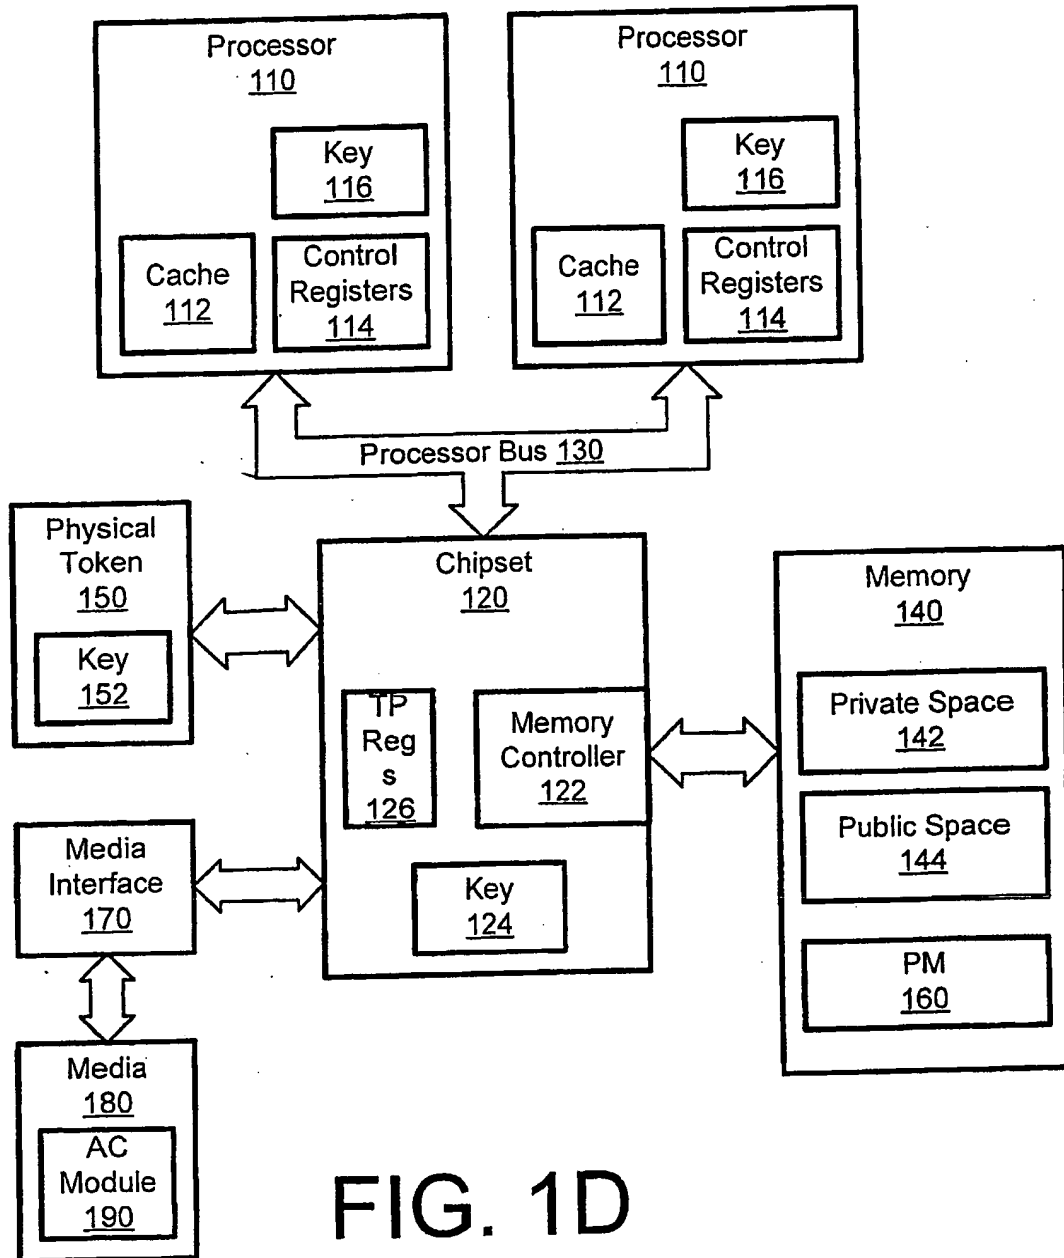 Processor
110
Key
116
Cache
112
Control
Registers
114
Processor
110
Key
116
Cache
112
Control
Registers
114
Processor Bus 130
Physical
Token
150
Key
152
Chipset
120
TP
Reg
s
126
Memory
Controller
122
Key
124
Memory
140
Private Space
142
Public Space
144
PM
160
Media
Interface
170
Media
180
AC
Module
190
FIG. 1D